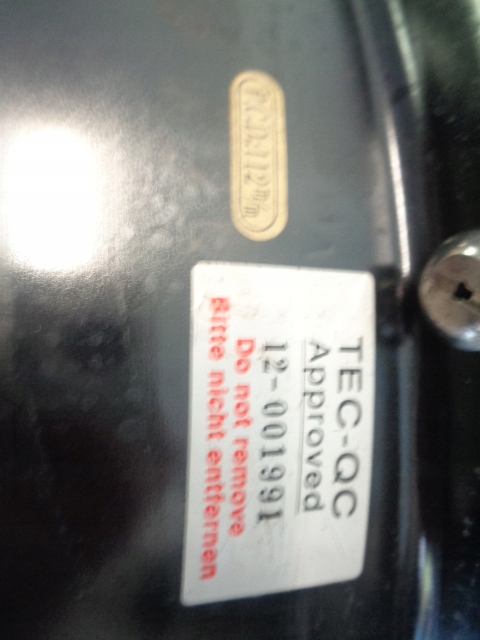 TEC-QC
Approved
12-001991
Do not remove
Bitte nicht entfernen